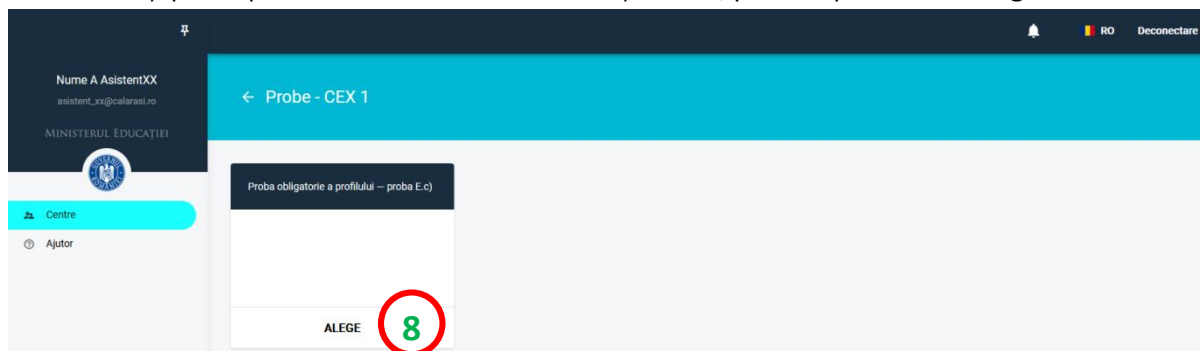 RO Deconectare
Nume A AsistentXX
asistent_xx@calarasi.ro
MINISTERUL EDUCAȚIEI
← Probe - CEX 1
Proba obligatorie a profilului – proba E.c)
Centre
Ajutor
ALEGE 8